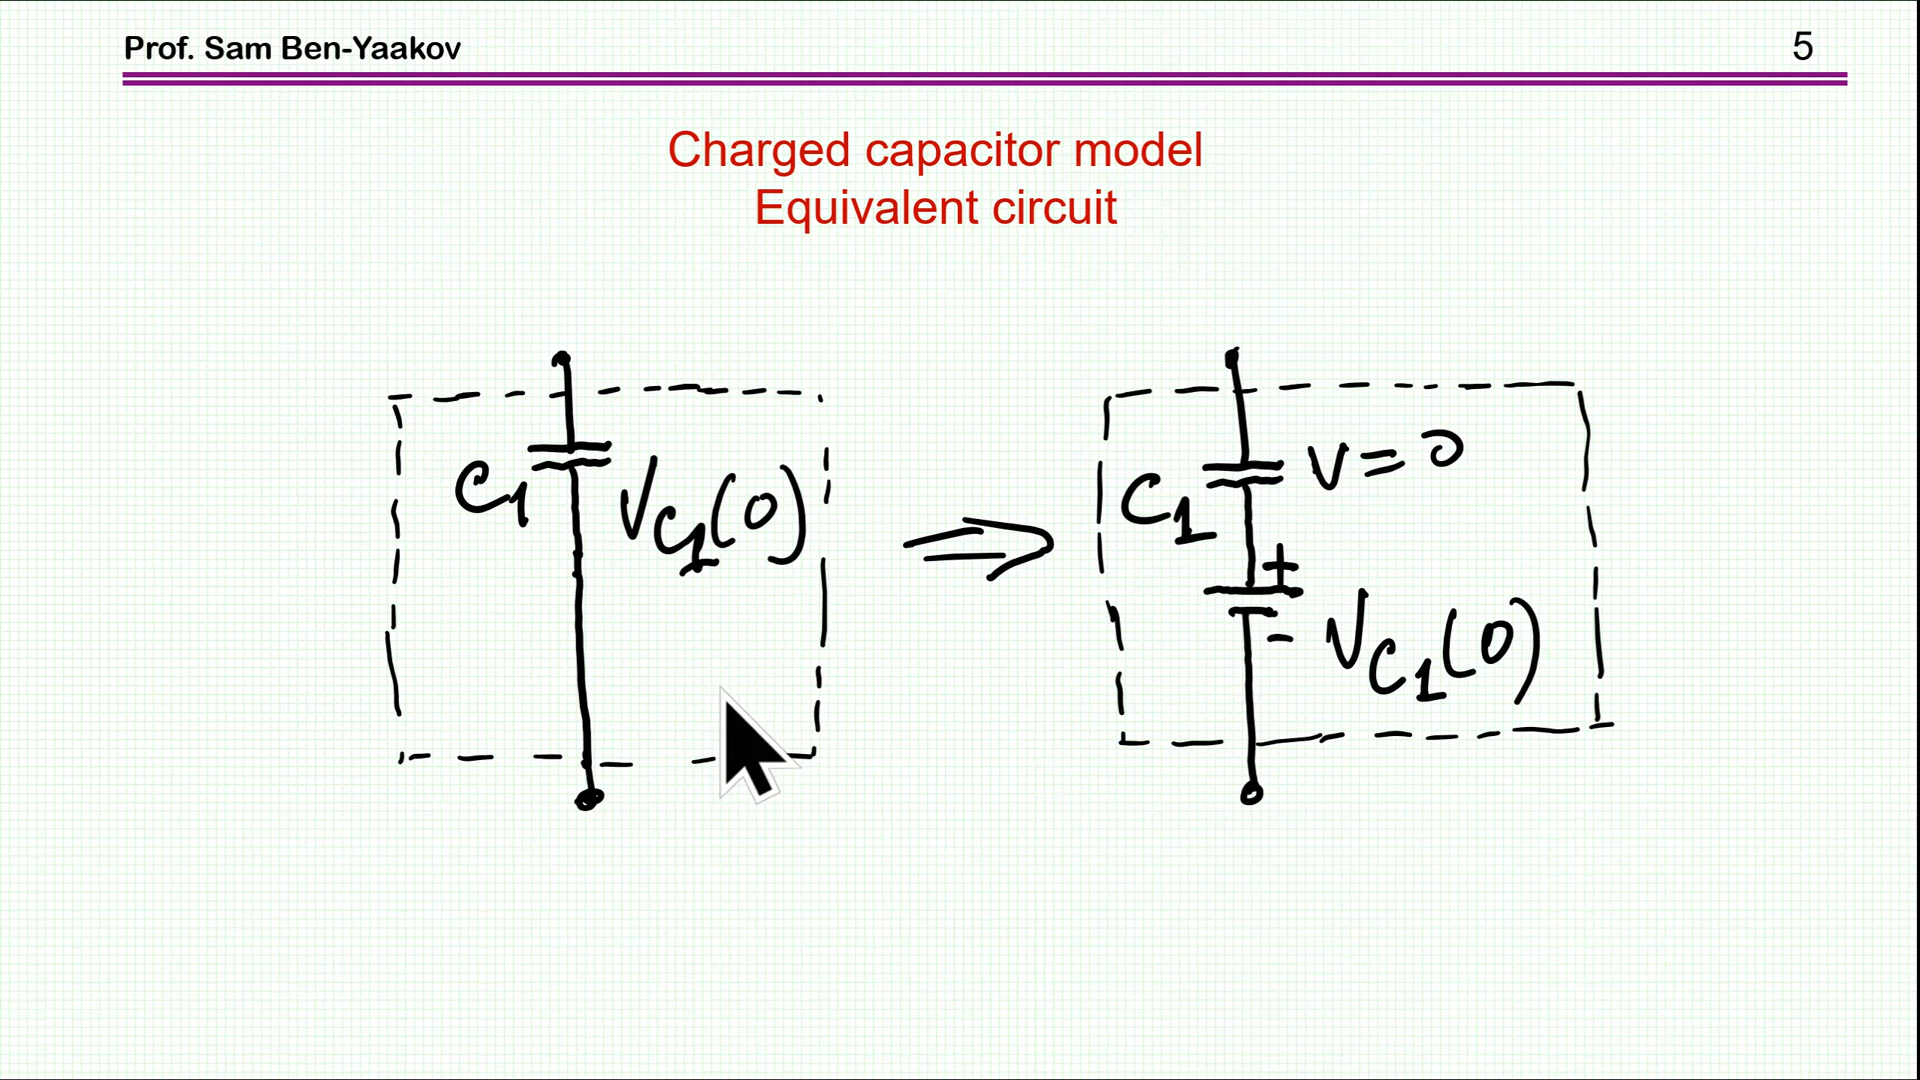 Prof. Sam Ben-Yaakov 5
Charged capacitor model
Equivalent circuit
C1 VC1(0)
C1 V=0
+
- VC1(0)